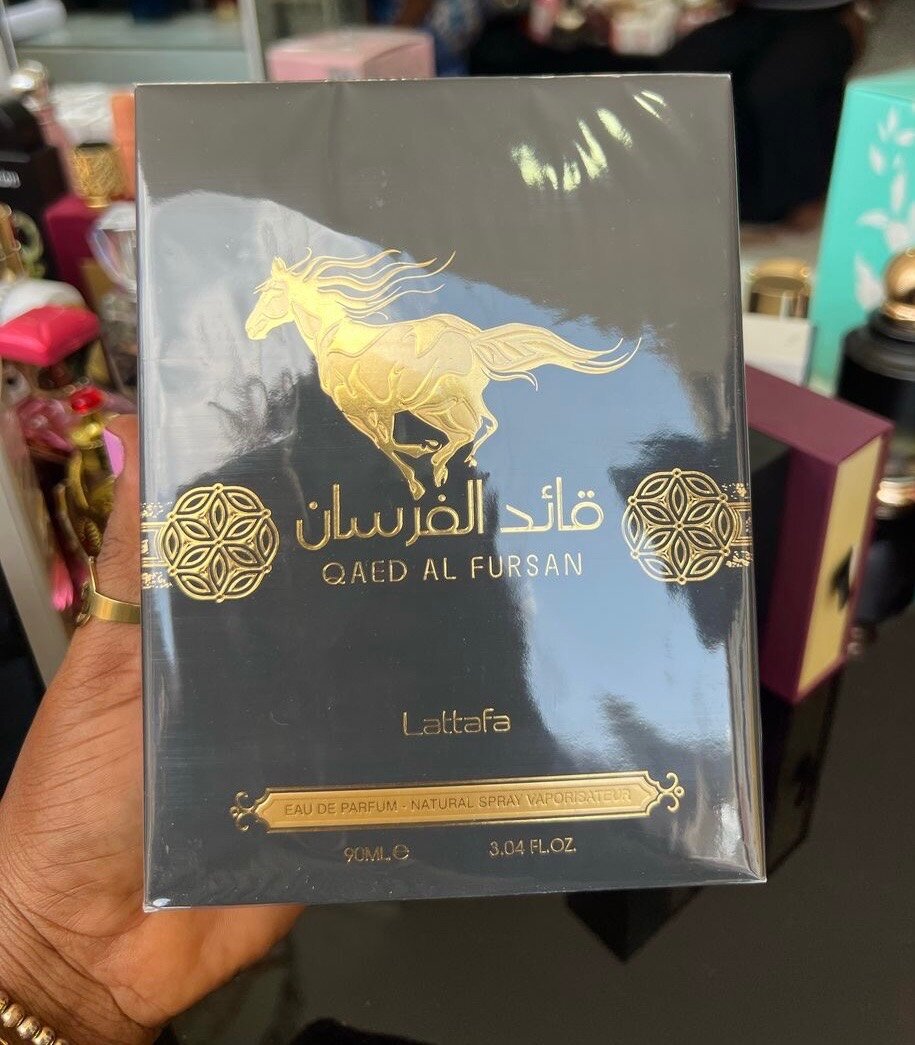 قائد الفرسان
QAED AL FURSAN
Lattafa
EAU DE PARFUM - NATURAL SPRAY VAPORISATEUR
90ML ℮ 3.04 FL.OZ.